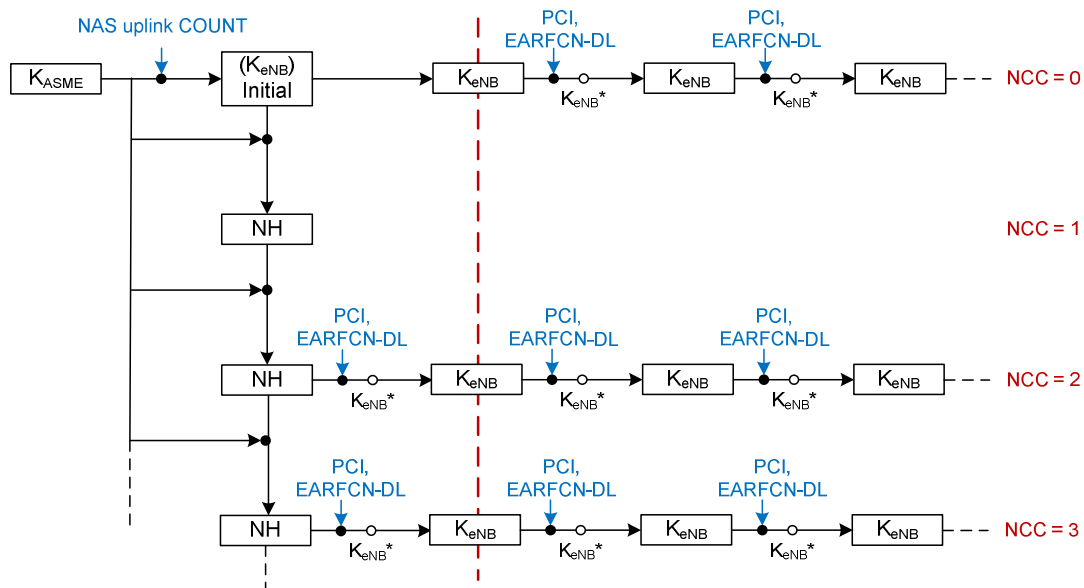 NAS uplink COUNT
PCI,
EARFCN-DL
PCI,
EARFCN-DL
KASME
(KeNB)
Initial
KeNB
KeNB*
KeNB
KeNB*
KeNB
NCC = 0
NH
NCC = 1
PCI,
EARFCN-DL
PCI,
EARFCN-DL
PCI,
EARFCN-DL
NH
KeNB*
KeNB
KeNB*
KeNB
KeNB*
KeNB
NCC = 2
PCI,
EARFCN-DL
PCI,
EARFCN-DL
PCI,
EARFCN-DL
NH
KeNB*
KeNB
KeNB*
KeNB
KeNB*
KeNB
NCC = 3